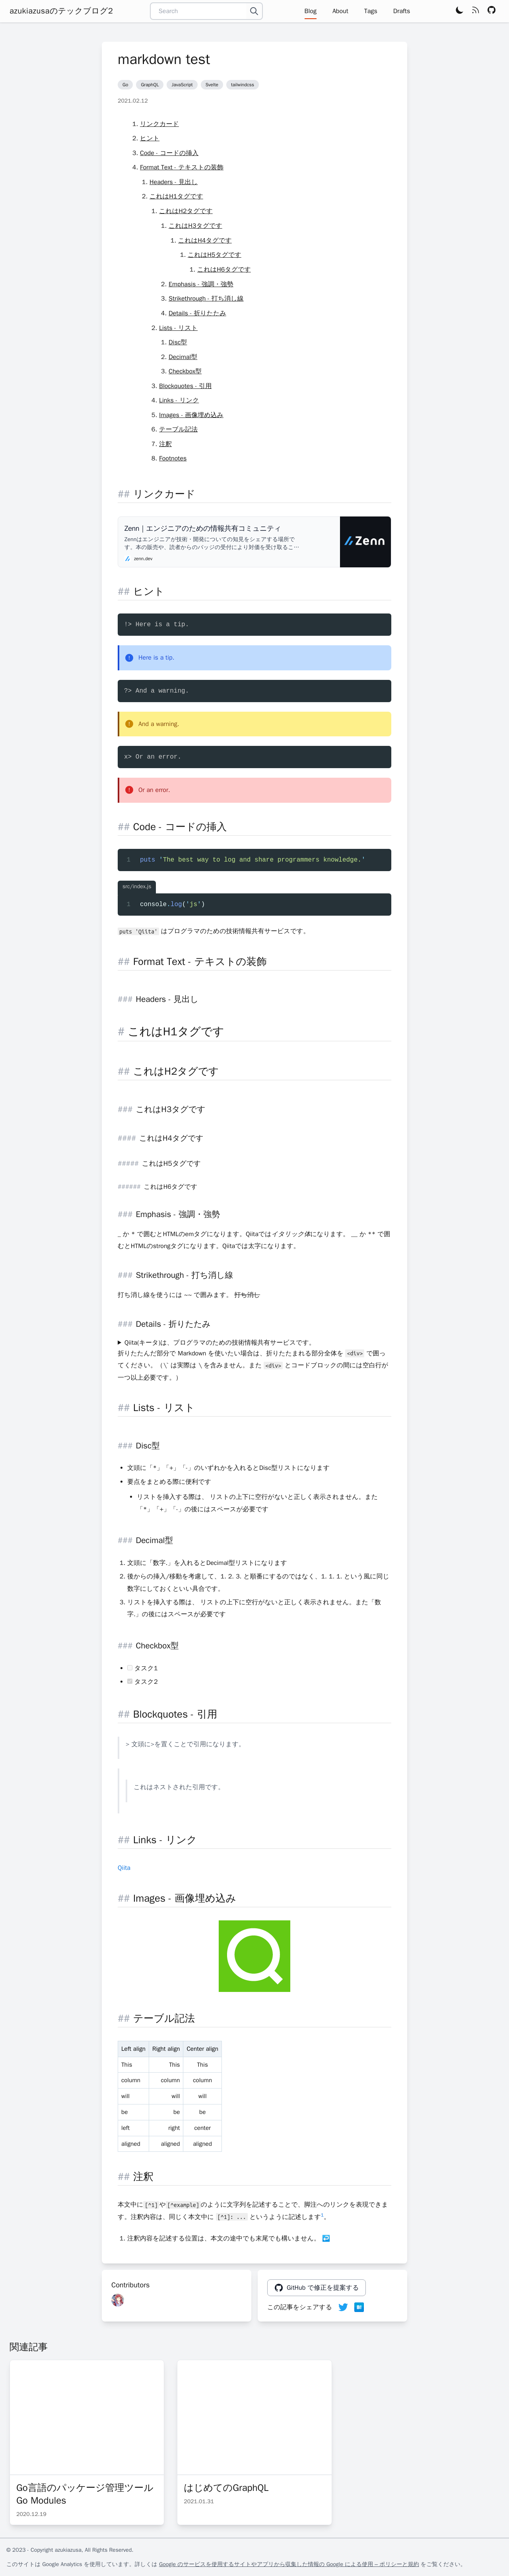 azukiazusaのテックブログ2
Search
Blog
About
Tags
Drafts
markdown test
Go
GraphQL
JavaScript
Svelte
tailwindcss
2021.02.12
1. リンクカード
2. ヒント
3. Code - コードの挿入
4. Format Text - テキストの装飾
1. Headers - 見出し
2. これはH1タグです
1. これはH2タグです
1. これはH3タグです
1. これはH4タグです
1. これはH5タグです
1. これはH6タグです
2. Emphasis - 強調・強勢
3. Strikethrough - 打ち消し線
4. Details - 折りたたみ
2. Lists - リスト
1. Disc型
2. Decimal型
3. Checkbox型
3. Blockquotes - 引用
4. Links - リンク
5. Images - 画像埋め込み
6. テーブル記法
7. 注釈
8. Footnotes
## リンクカード
Zenn｜エンジニアのための情報共有コミュニティ
Zennはエンジニアが技術・開発についての知見をシェアする場所で
す。本の販売や、読者からのバッジの受付により対価を受け取るこ…
zenn.dev
Zenn
## ヒント
!> Here is a tip.
Here is a tip.
?> And a warning.
And a warning.
x> Or an error.
Or an error.
## Code - コードの挿入
1 puts 'The best way to log and share programmers knowledge.'
src/index.js
1 console.log('js')
puts 'Qiita' はプログラマのための技術情報共有サービスです。
## Format Text - テキストの装飾
### Headers - 見出し
# これはH1タグです
## これはH2タグです
### これはH3タグです
#### これはH4タグです
##### これはH5タグです
###### これはH6タグです
### Emphasis - 強調・強勢
_ か * で囲むとHTMLのemタグになります。Qiitaではイタリック体になります。 __ か ** で囲
むとHTMLのstrongタグになります。Qiitaでは太字になります。
### Strikethrough - 打ち消し線
打ち消し線を使うには ~~ で囲みます。 打ち消し
### Details - 折りたたみ
▶ Qiita(キータ)は、プログラマのための技術情報共有サービスです。
折りたたんだ部分で Markdown を使いたい場合は、折りたたまれる部分全体を <div> で囲っ
てください。（\` は実際は \ を含みません。また <div> とコードブロックの間には空白行が
一つ以上必要です。)
## Lists - リスト
### Disc型
• 文頭に「*」「+」「-」のいずれかを入れるとDisc型リストになります
• 要点をまとめる際に便利です
• リストを挿入する際は、 リストの上下に空行がないと正しく表示されません。また
「*」「+」「-」の後にはスペースが必要です
### Decimal型
1. 文頭に「数字.」を入れるとDecimal型リストになります
2. 後からの挿入/移動を考慮して、1. 2. 3. と順番にするのではなく、1. 1. 1. という風に同じ
数字にしておくといい具合です。
3. リストを挿入する際は、 リストの上下に空行がないと正しく表示されません。また「数
字.」の後にはスペースが必要です
### Checkbox型
• タスク1
• タスク2
## Blockquotes - 引用
> 文頭に>を置くことで引用になります。
これはネストされた引用です。
## Links - リンク
Qiita
## Images - 画像埋め込み
## テーブル記法
Left align Right align Center align
This This This
column column column
will will will
be be be
left right center
aligned aligned aligned
## 注釈
本文中に [^1] や [^example] のように文字列を記述することで、脚注へのリンクを表現できま
す。注釈内容は、同じく本文中に [^1]: ... というように記述します1。
1. 注釈内容を記述する位置は、本文の途中でも末尾でも構いません。 ↩
Contributors
GitHub で修正を提案する
この記事をシェアする
関連記事
Go言語のパッケージ管理ツール
Go Modules
2020.12.19
はじめてのGraphQL
2021.01.31
© 2023 - Copyright azukiazusa. All Rights Reserved.
このサイトは Google Analytics を使用しています。詳しくは Google のサービスを使用するサイトやアプリから収集した情報の Google による使用 – ポリシーと規約 をご覧ください。